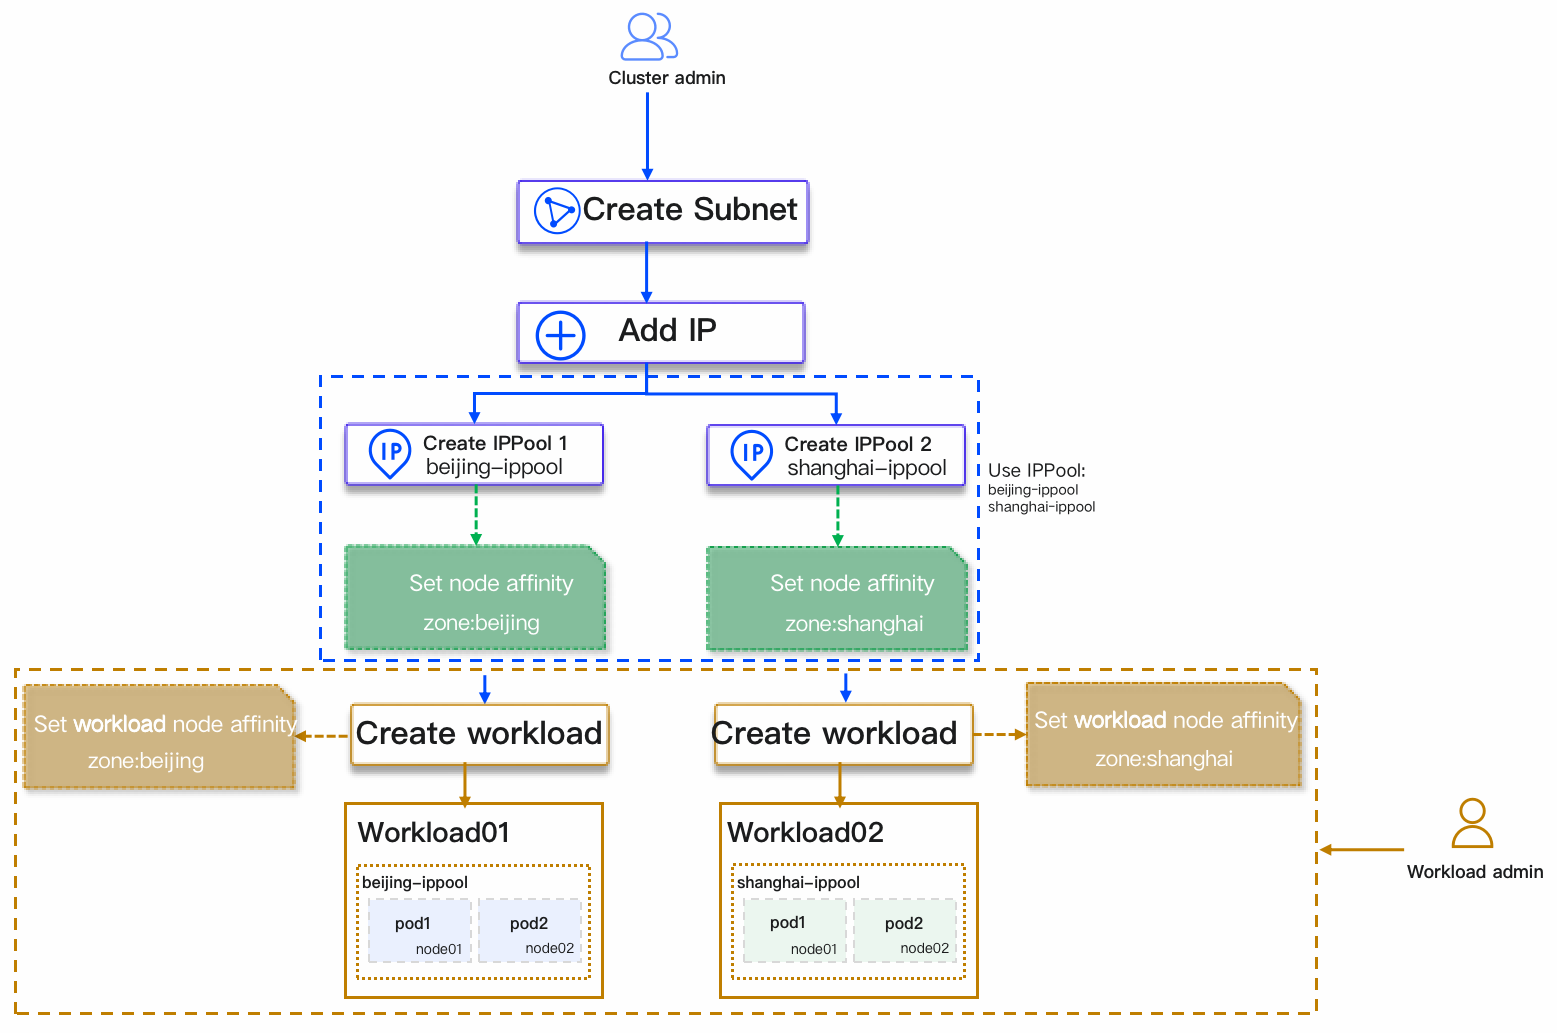 Cluster admin
Create Subnet
Add IP
IP
Create IPPool 1
beijing-ippool
IP
Create IPPool 2
shanghai-ippool
Use IPPool:
beijing-ippool
shanghai-ippool
Set node affinity
zone:beijing
Set node affinity
zone:shanghai
Set workload node affinity
zone:beijing
Create workload
Create workload
Set workload node affinity
zone:shanghai
Workload01
beijing-ippool
pod1
node01
pod2
node02
Workload02
shanghai-ippool
pod1
node01
pod2
node02
Workload admin